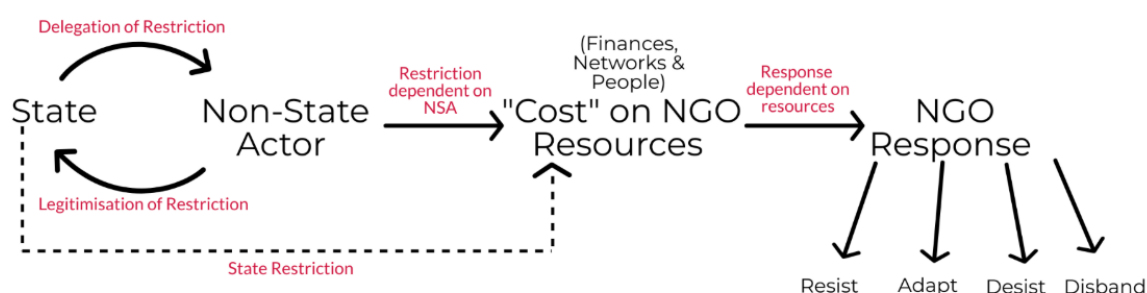 Delegation of Restriction
State
Non-State
Actor
Legitimisation of Restriction
Restriction
dependent on
NSA
(Finances,
Networks &
People)
"Cost" on NGO
Resources
Response
dependent on
resources
NGO
Response
State Restriction
Resist
Adapt
Desist
Disband